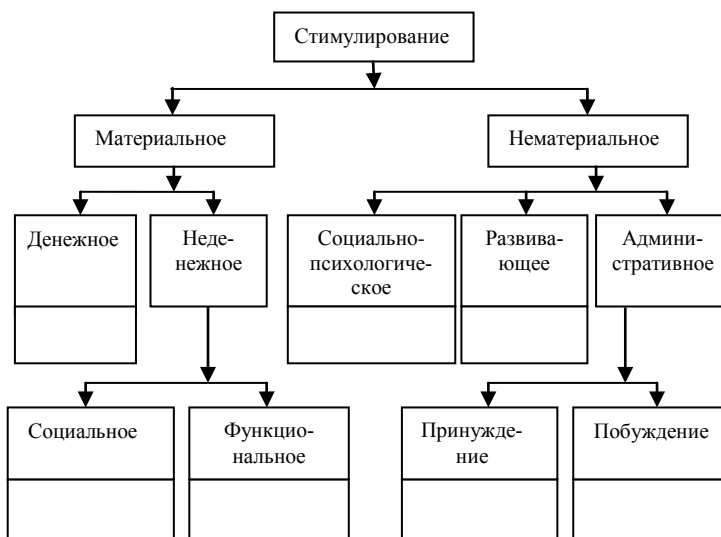 Стимулирование
Материальное
Нематериальное
Денежное
Неде-
нежное
Социально-
психологиче-
ское
Развива-
ющее
Админи-
стративное
Социальное
Функцио-
нальное
Принужде-
ние
Побуждение